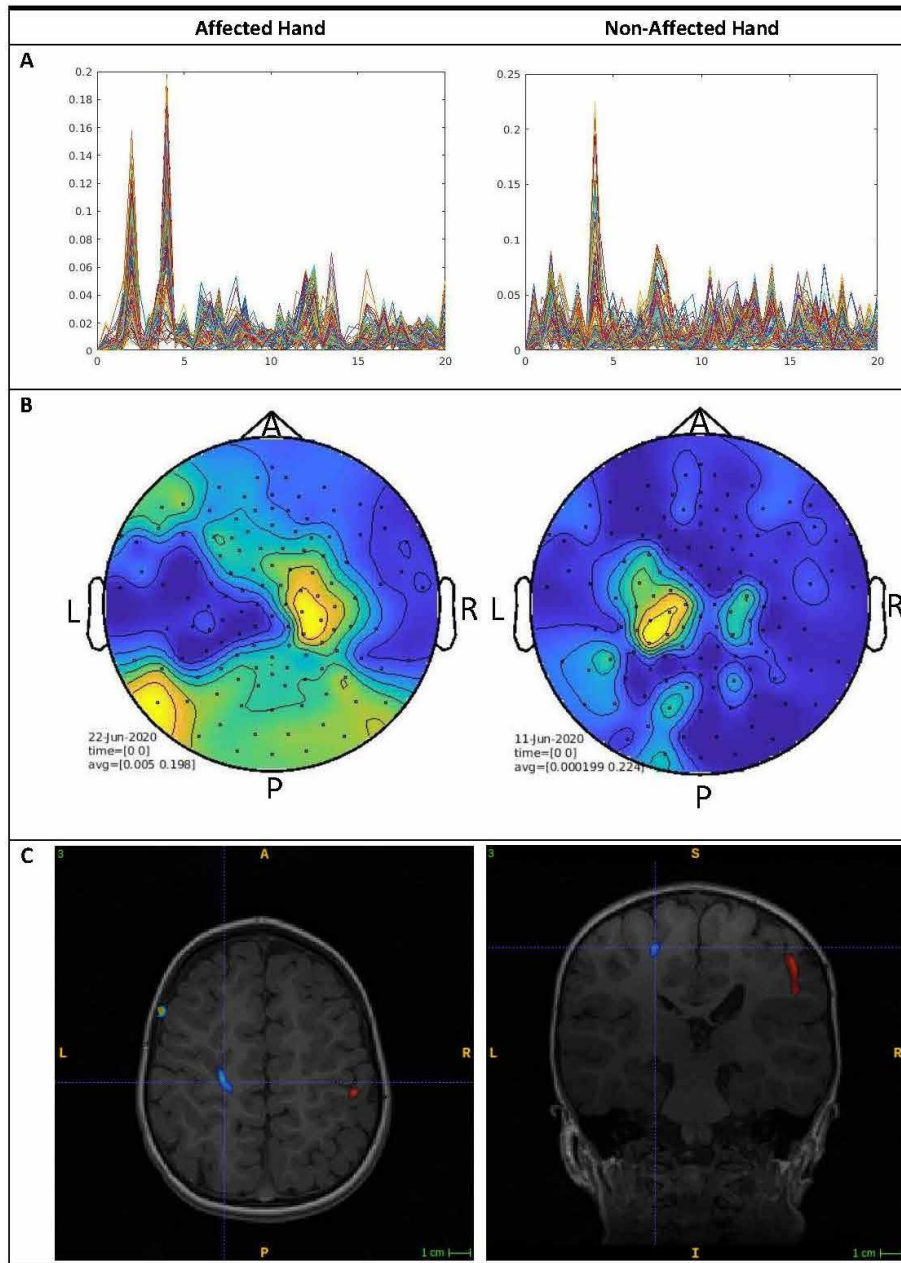 Affected Hand
Non-Affected Hand
A
0.2
0.18
0.16
0.14
0.12
0.1
0.08
0.06
0.04
0.02
0
0 5 10 15 20
0.25
0.2
0.15
0.1
0.05
0
0 5 10 15 20
B
A
L
R
22-Jun-2020
time=[0 0]
avg=[0.005 0.198]
P
A
L
R
11-Jun-2020
time=[0 0]
avg=[0.000199 0.224]
P
C
3
A
L
R
P
1 cm
3
S
L
R
I
1 cm